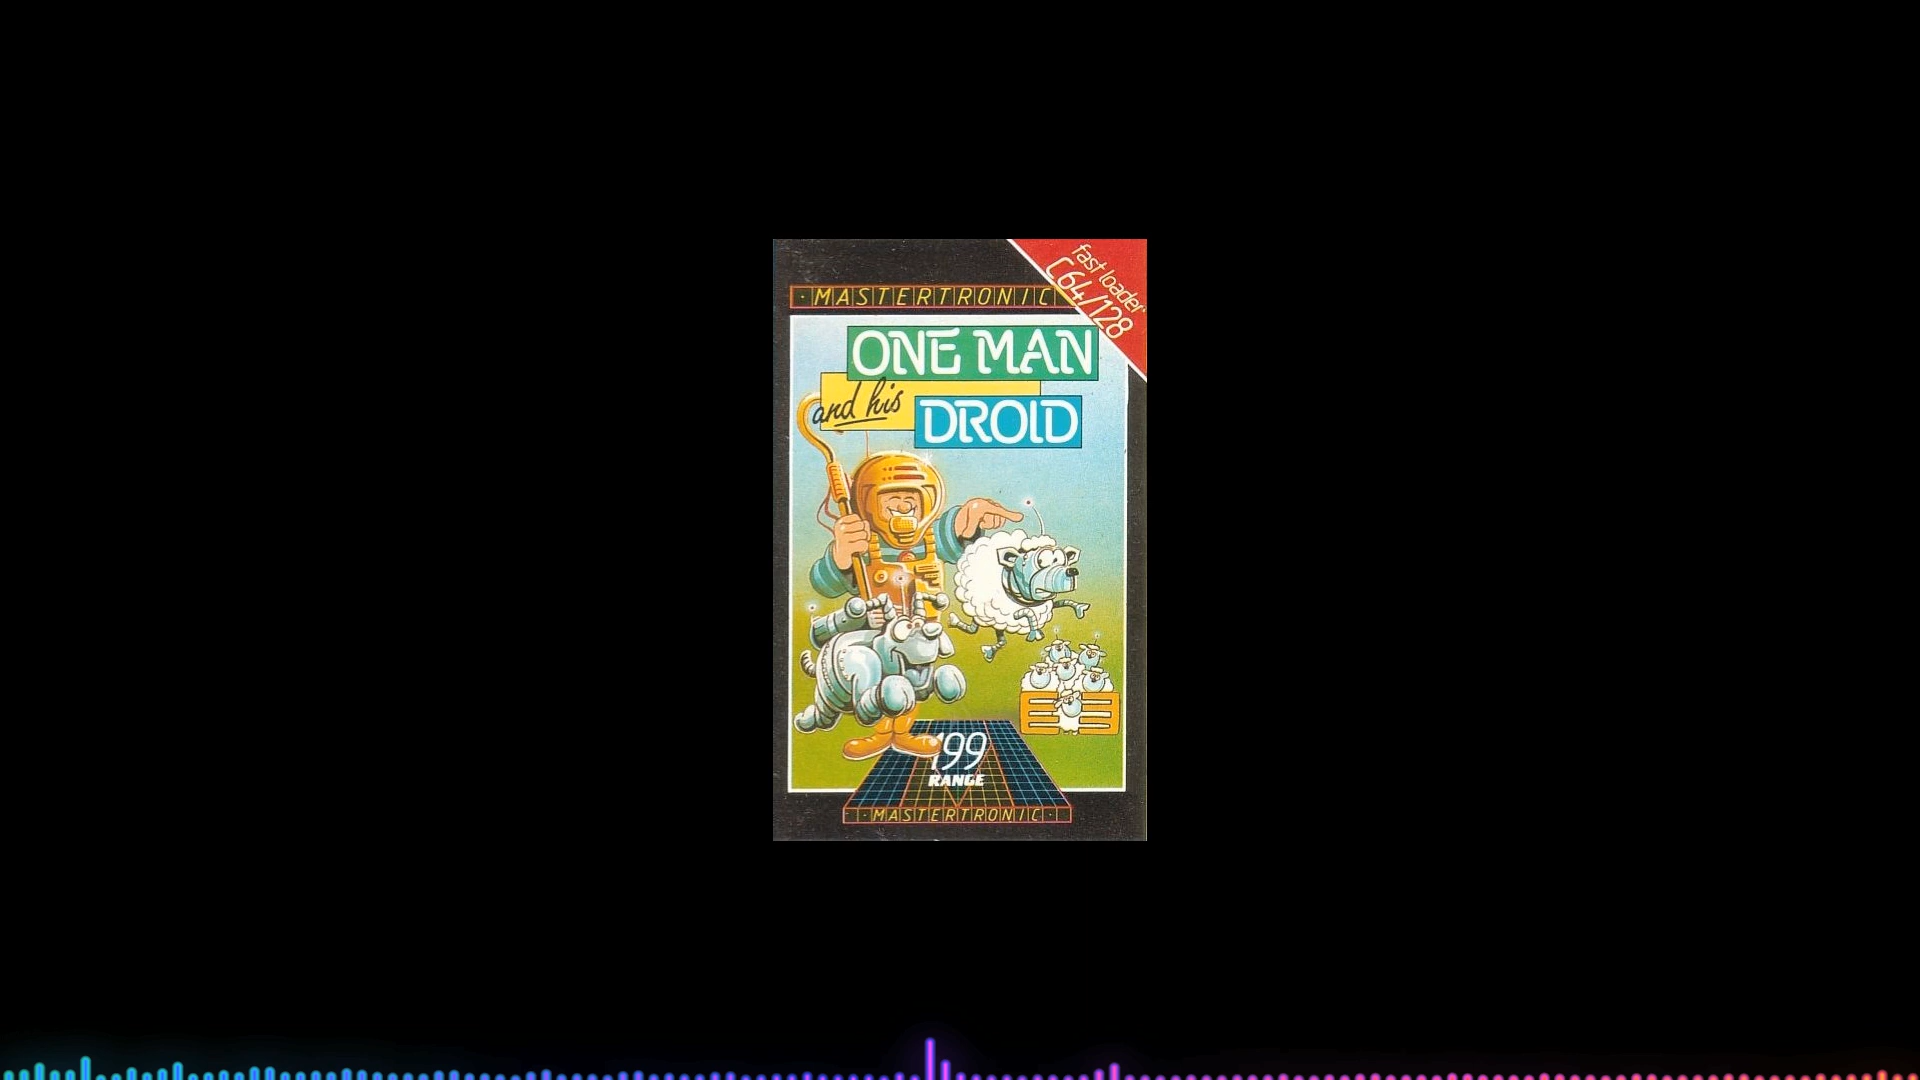 fast loader
C64/128
MASTERTRONIC
ONE MAN
and his
DROID
199
RANGE
MASTERTRONIC